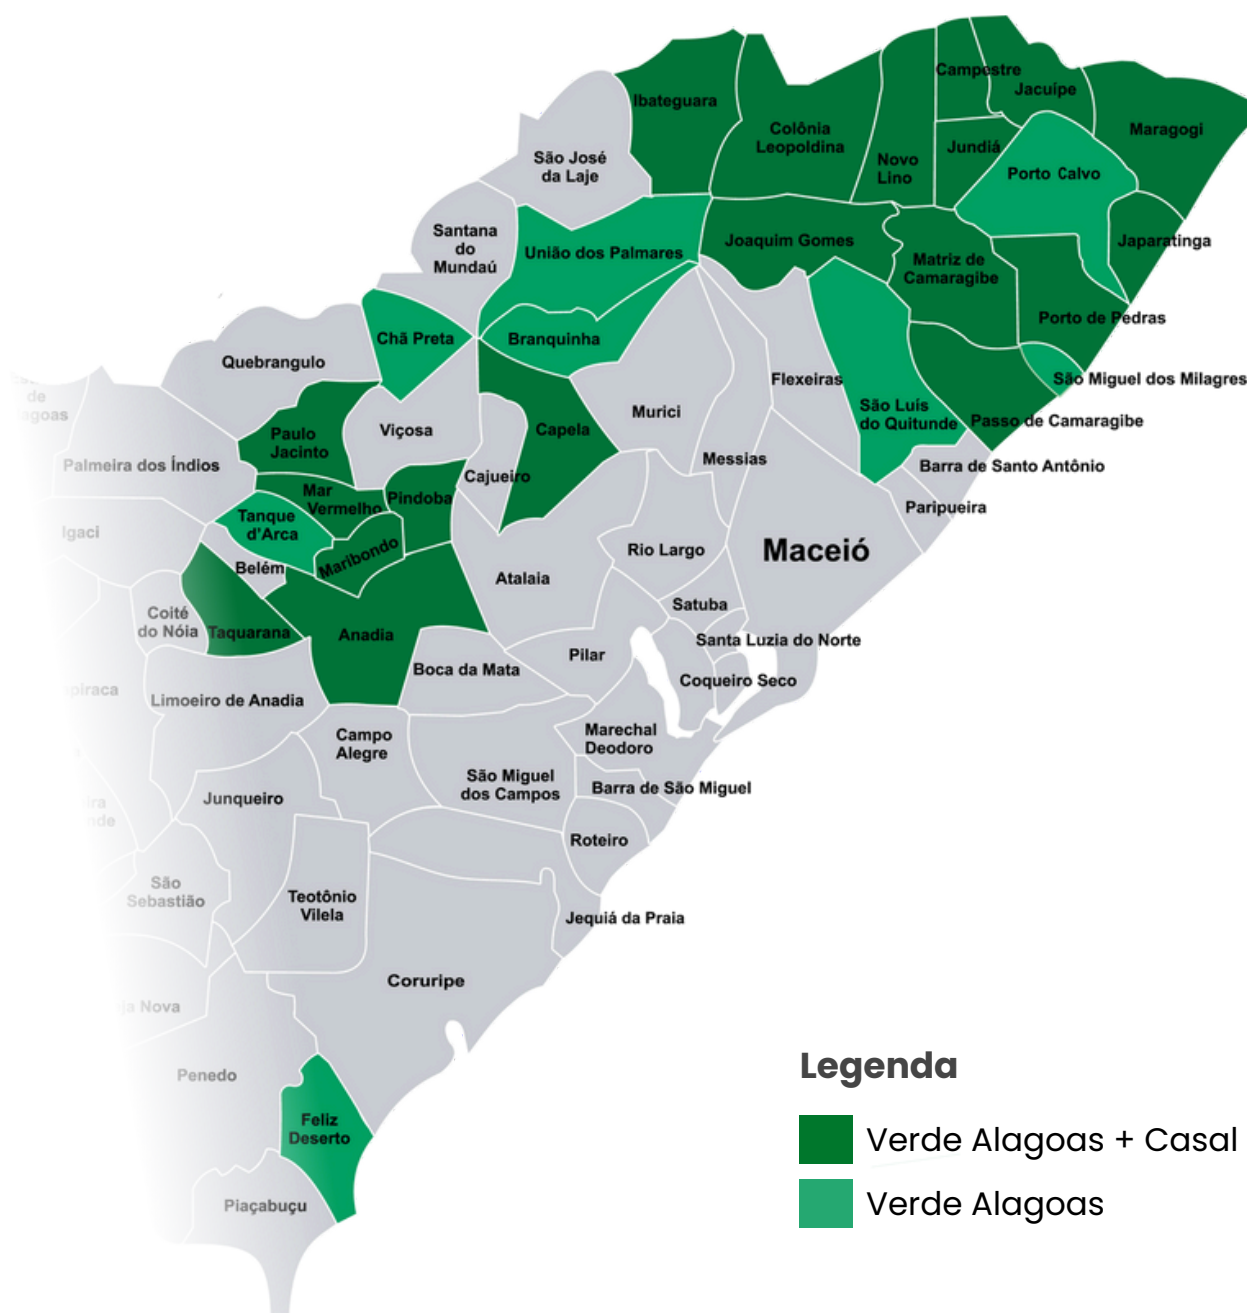 Campestre
Jacuípe
Ibateguara
Colônia
Leopoldina
Maragogi
Novo
Lino
Jundiá
São José
da Laje
Porto Calvo
Santana
do
Mundaú
União dos Palmares
Joaquim Gomes
Japaratinga
Matriz de
Camaragibe
Porto de Pedras
Chã Preta
Branquinha
Quebrangulo
Flexeiras
São Miguel dos Milagres
de
Murici
São Luís
do Quitunde
Passo de Camaragibe
Paulo
Jacinto
Viçosa
Capela
Palmeira dos Índios
Cajueiro
Messias
Barra de Santo Antônio
Mar
Vermelho
Pindoba
Paripueira
Tanque
d'Arca
Igaci
Maribondo
Rio Largo
Maceió
Belém
Atalaia
Coité
do Nóia
Satuba
Taquarana
Anadia
Santa Luzia do Norte
Pilar
Boca da Mata
Coqueiro Seco
piraca
Limoeiro de Anadia
Campo
Alegre
Marechal
Deodoro
São Miguel
dos Campos
Barra de São Miguel
Junqueiro
ira
nde
Roteiro
São
Sebastião
Teotônio
Vilela
Jequiá da Praia
Coruripe
ja Nova
Penedo
Feliz
Deserto
Piaçabuçu
Legenda
Verde Alagoas + Casal
Verde Alagoas